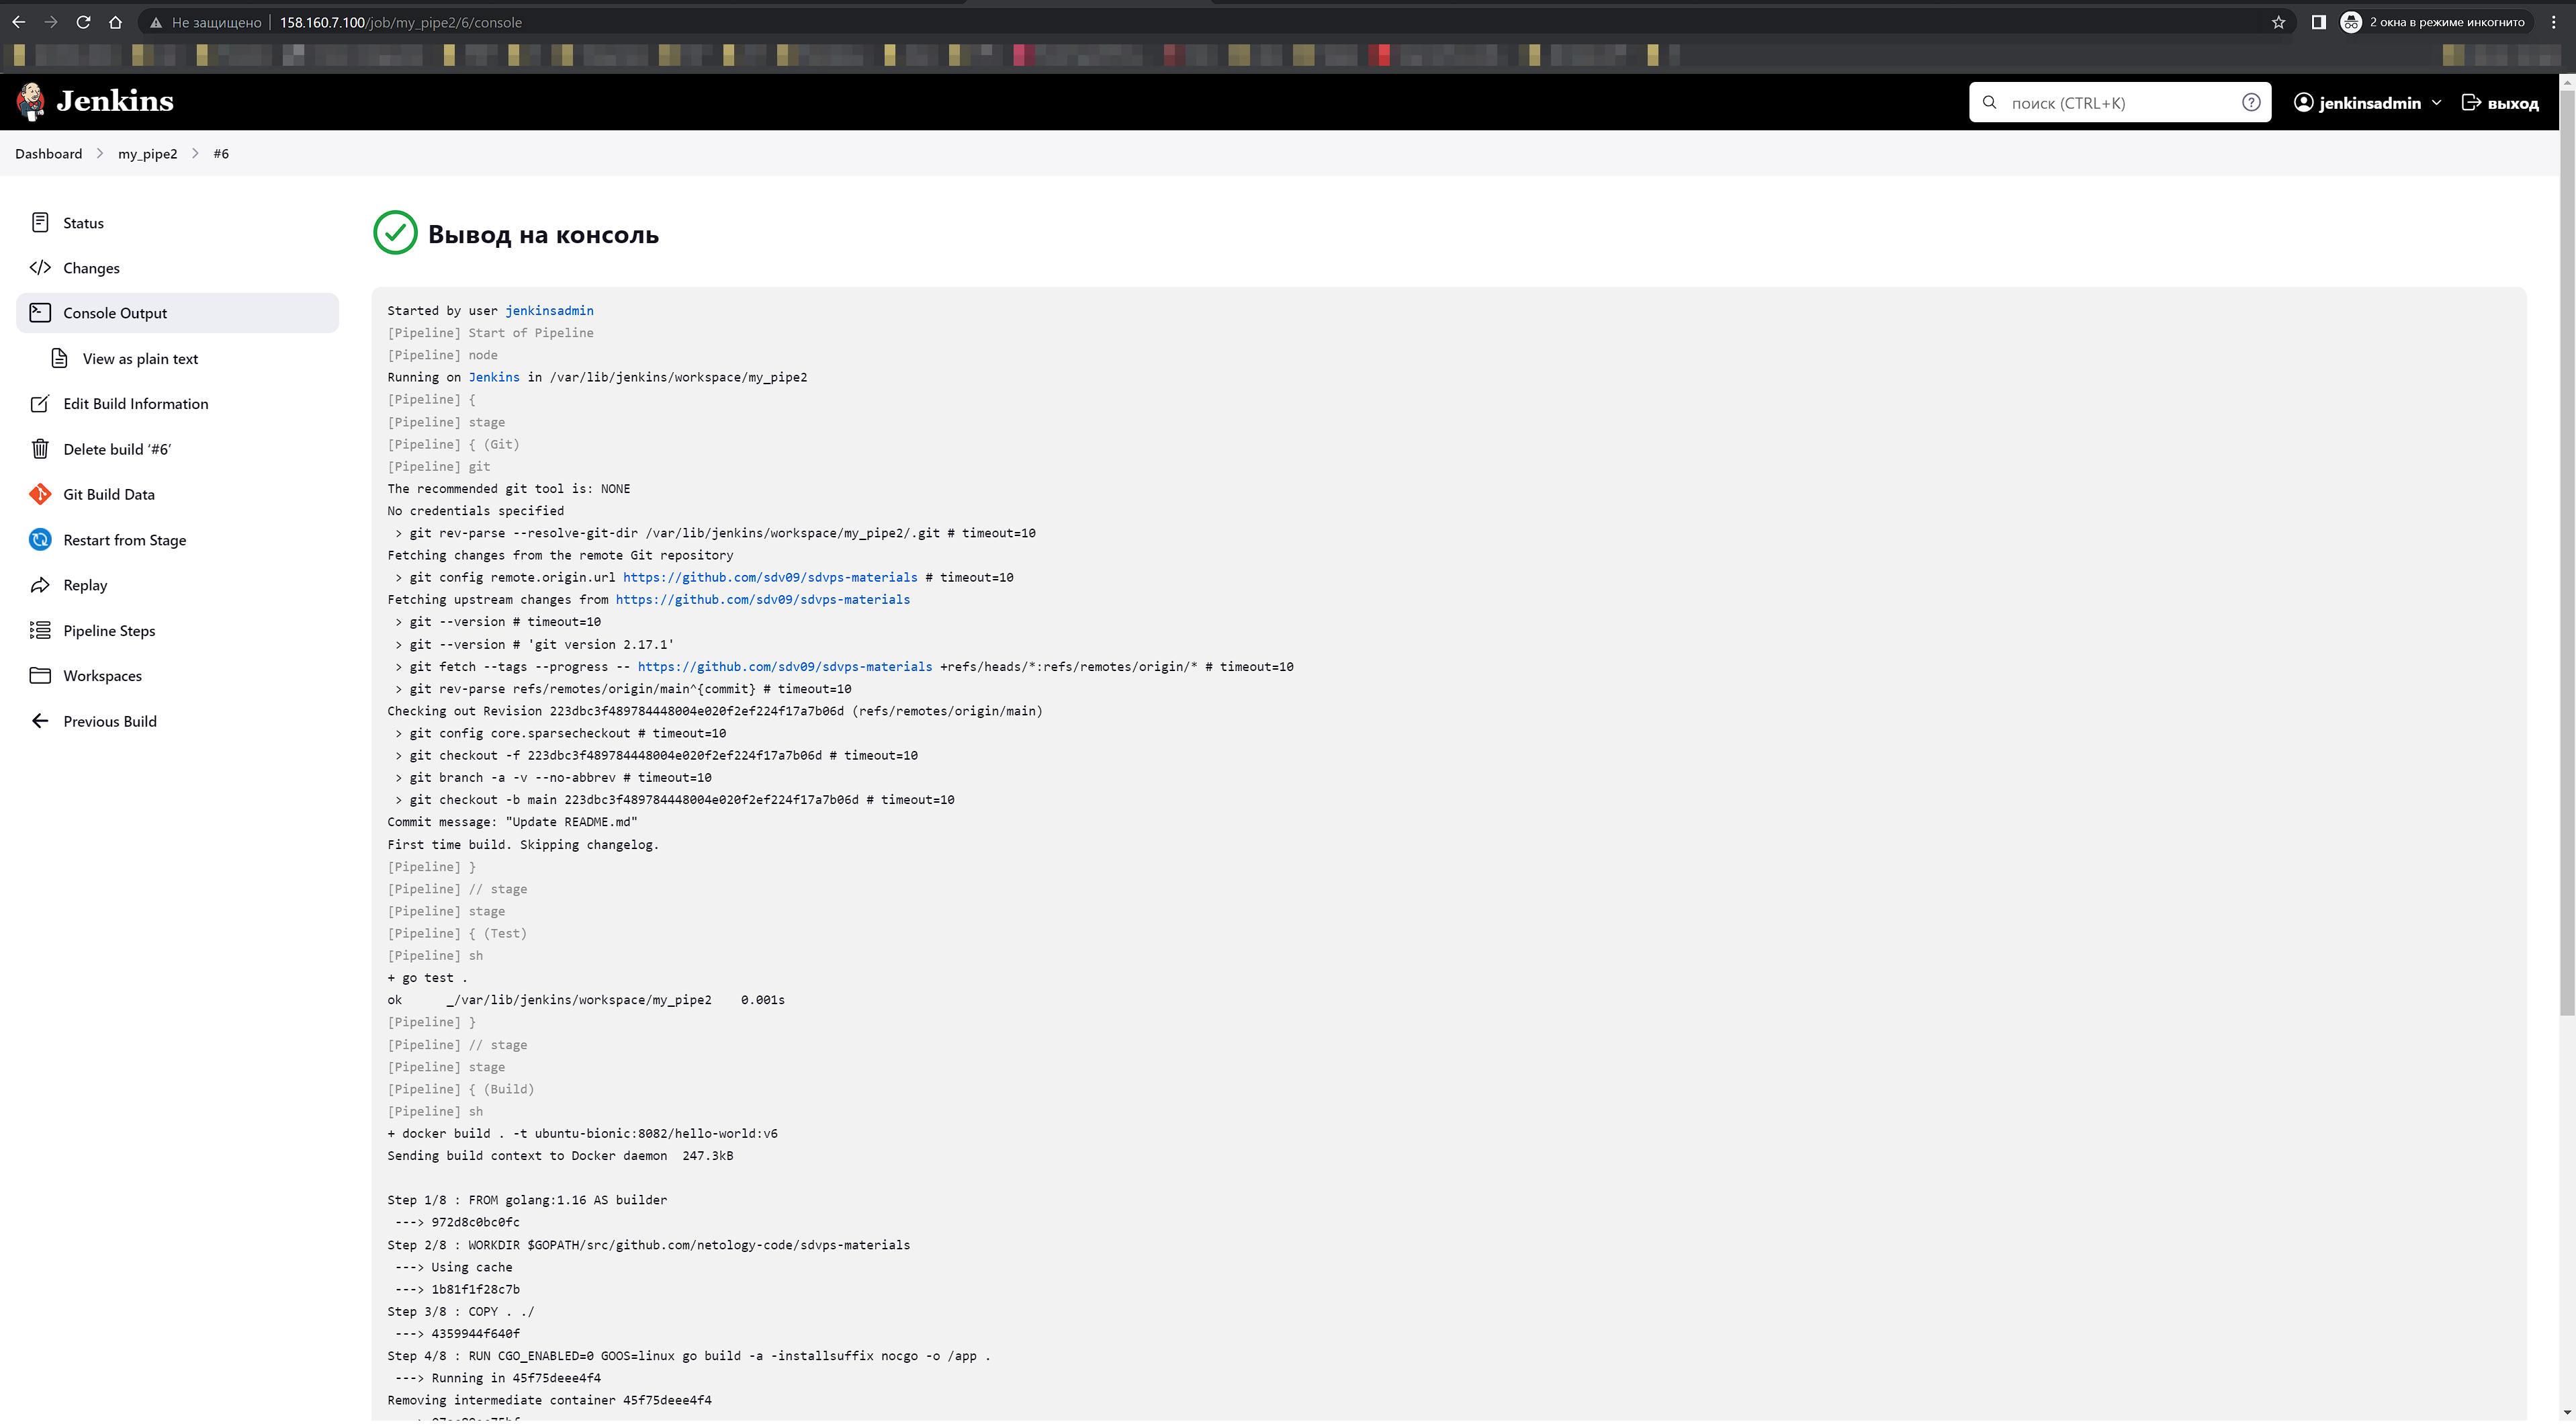 Не защищено 158.160.7.100/job/my_pipe2/6/console 2 окна в режиме инкогнито
Jenkins поиск (CTRL+K) jenkinsadmin выход
Dashboard my_pipe2 #6
Status
Changes
Console Output
View as plain text
Edit Build Information
Delete build ‘#6’
Git Build Data
Restart from Stage
Replay
Pipeline Steps
Workspaces
Previous Build
Вывод на консоль
Started by user jenkinsadmin
[Pipeline] Start of Pipeline
[Pipeline] node
Running on Jenkins in /var/lib/jenkins/workspace/my_pipe2
[Pipeline] {
[Pipeline] stage
[Pipeline] { (Git)
[Pipeline] git
The recommended git tool is: NONE
No credentials specified
> git rev-parse --resolve-git-dir /var/lib/jenkins/workspace/my_pipe2/.git # timeout=10
Fetching changes from the remote Git repository
> git config remote.origin.url https://github.com/sdv09/sdvps-materials # timeout=10
Fetching upstream changes from https://github.com/sdv09/sdvps-materials
> git --version # timeout=10
> git --version # 'git version 2.17.1'
> git fetch --tags --progress -- https://github.com/sdv09/sdvps-materials +refs/heads/*:refs/remotes/origin/* # timeout=10
> git rev-parse refs/remotes/origin/main^{commit} # timeout=10
Checking out Revision 223dbc3f489784448004e020f2ef224f17a7b06d (refs/remotes/origin/main)
> git config core.sparsecheckout # timeout=10
> git checkout -f 223dbc3f489784448004e020f2ef224f17a7b06d # timeout=10
> git branch -a -v --no-abbrev # timeout=10
> git checkout -b main 223dbc3f489784448004e020f2ef224f17a7b06d # timeout=10
Commit message: "Update README.md"
First time build. Skipping changelog.
[Pipeline] }
[Pipeline] // stage
[Pipeline] stage
[Pipeline] { (Test)
[Pipeline] sh
+ go test .
ok _/var/lib/jenkins/workspace/my_pipe2 0.001s
[Pipeline] }
[Pipeline] // stage
[Pipeline] stage
[Pipeline] { (Build)
[Pipeline] sh
+ docker build . -t ubuntu-bionic:8082/hello-world:v6
Sending build context to Docker daemon 247.3kB
Step 1/8 : FROM golang:1.16 AS builder
---> 972d8c0bc0fc
Step 2/8 : WORKDIR $GOPATH/src/github.com/netology-code/sdvps-materials
---> Using cache
---> 1b81f1f28c7b
Step 3/8 : COPY . ./
---> 4359944f640f
Step 4/8 : RUN CGO_ENABLED=0 GOOS=linux go build -a -installsuffix nocgo -o /app .
---> Running in 45f75deee4f4
Removing intermediate container 45f75deee4f4